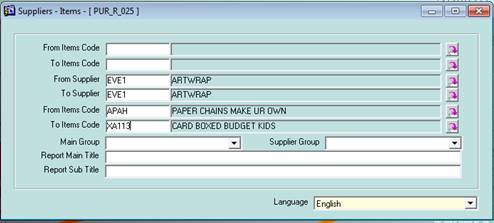 Suppliers - Items - [ PUR_R_025 ]
From Items Code
To Items Code
From Supplier EVE1 ARTWRAP
To Supplier EVE1 ARTWRAP
From Items Code APAH PAPER CHAINS MAKE UR OWN
To Items Code XA113 CARD BOXED BUDGET KIDS
Main Group Supplier Group
Report Main Title
Report Sub Title
Language English